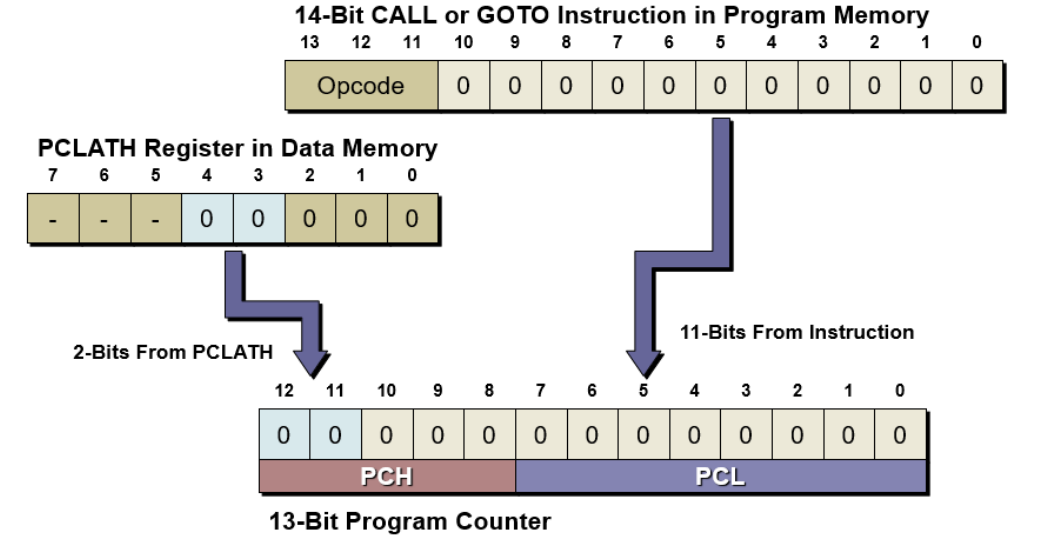 14-Bit CALL or GOTO Instruction in Program Memory
13 12 11 10 9 8 7 6 5 4 3 2 1 0
Opcode 0 0 0 0 0 0 0 0 0 0 0
PCLATH Register in Data Memory
7 6 5 4 3 2 1 0
- - - 0 0 0 0 0
2-Bits From PCLATH
11-Bits From Instruction
12 11 10 9 8 7 6 5 4 3 2 1 0
0 0 0 0 0 0 0 0 0 0 0 0 0
PCH PCL
13-Bit Program Counter